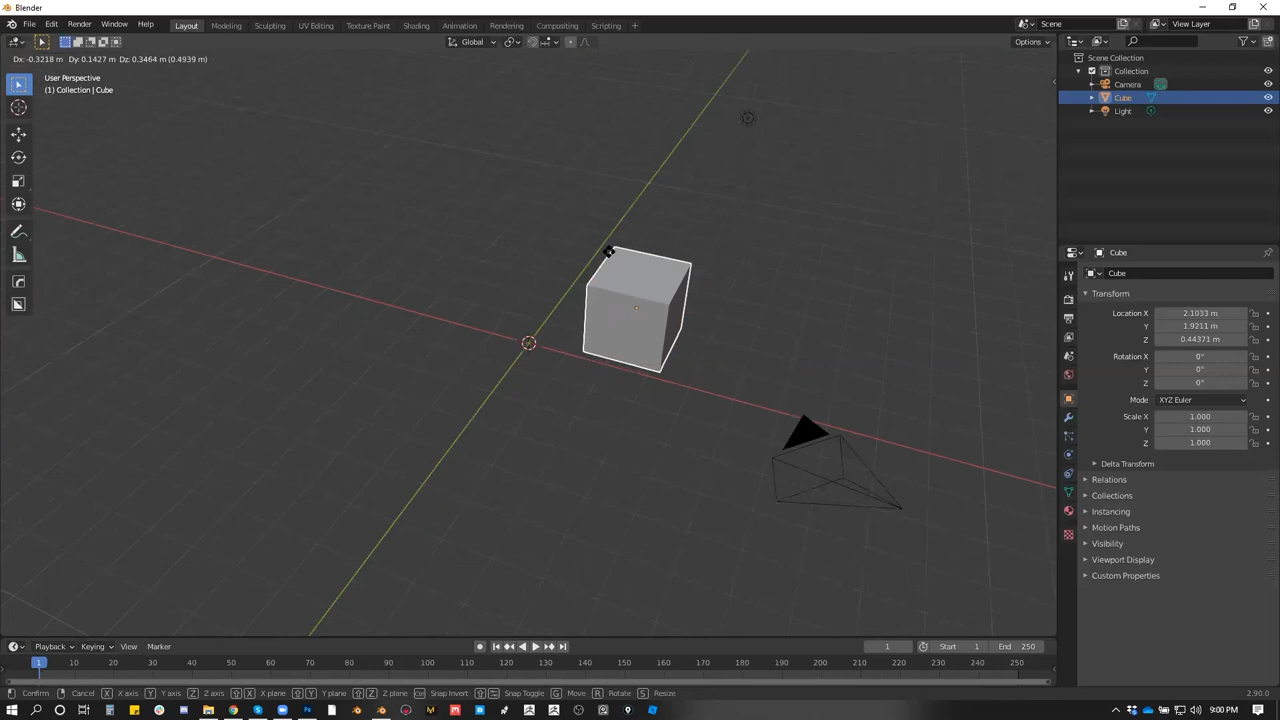 Blender
File Edit Render Window Help Layout Modeling Sculpting UV Editing Texture Paint Shading Animation Rendering Compositing Scripting + Scene View Layer
Global Options
Dx: -0.3218 m Dy: 0.1427 m Dz: 0.3464 m (0.4939 m)
User Perspective
(1) Collection | Cube
Scene Collection
Collection
Camera
Cube
Light
Cube
Cube
Transform
Location X 2.1033 m
Y 1.9211 m
Z 0.44371 m
Rotation X 0°
Y 0°
Z 0°
Mode XYZ Euler
Scale X 1.000
Y 1.000
Z 1.000
Delta Transform
Relations
Collections
Instancing
Motion Paths
Visibility
Viewport Display
Custom Properties
Playback Keying View Marker 1 Start 1 End 250
1 10 20 30 40 50 60 70 80 90 100 110 120 130 140 150 160 170 180 190 200 210 220 230 240 250
Confirm Cancel X X axis Y Y axis Z Z axis X X plane Y Y plane Z Z plane Snap Invert Snap Toggle G Move R Rotate S Resize 2.90.0
9:00 PM